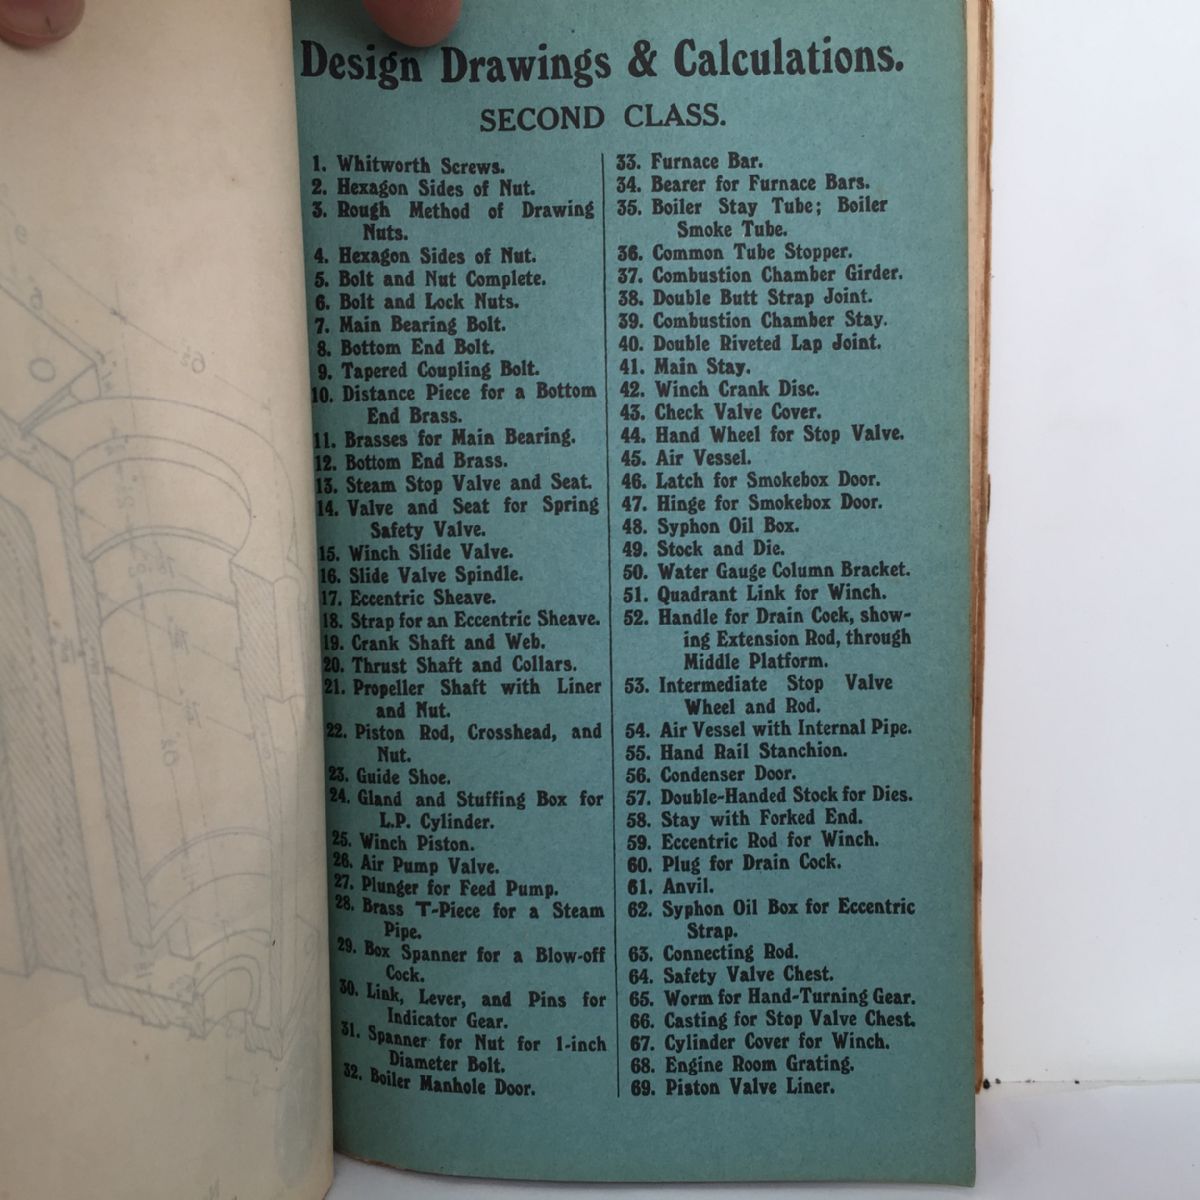 Design Drawings & Calculations.
SECOND CLASS.
1. Whitworth Screws.
2. Hexagon Sides of Nut.
3. Rough Method of Drawing
Nuts.
4. Hexagon Sides of Nut.
5. Bolt and Nut Complete.
6. Bolt and Lock Nuts.
7. Main Bearing Bolt.
8. Bottom End Bolt.
9. Tapered Coupling Bolt.
10. Distance Piece for a Bottom
End Brass.
11. Brasses for Main Bearing.
12. Bottom End Brass.
13. Steam Stop Valve and Seat.
14. Valve and Seat for Spring
Safety Valve.
15. Winch Slide Valve.
16. Slide Valve Spindle.
17. Eccentric Sheave.
18. Strap for an Eccentric Sheave.
19. Crank Shaft and Web.
20. Thrust Shaft and Collars.
21. Propeller Shaft with Liner
and Nut.
22. Piston Rod, Crosshead, and
Nut.
23. Guide Shoe.
24. Gland and Stuffing Box for
L.P. Cylinder.
25. Winch Piston.
26. Air Pump Valve.
27. Plunger for Feed Pump.
28. Brass T-Piece for a Steam
Pipe.
29. Box Spanner for a Blow-off
Cock.
30. Link, Lever, and Pins for
Indicator Gear.
31. Spanner for Nut for 1-inch
Diameter Bolt.
32. Boiler Manhole Door.
33. Furnace Bar.
34. Bearer for Furnace Bars.
35. Boiler Stay Tube; Boiler
Smoke Tube.
36. Common Tube Stopper.
37. Combustion Chamber Girder.
38. Double Butt Strap Joint.
39. Combustion Chamber Stay.
40. Double Riveted Lap Joint.
41. Main Stay.
42. Winch Crank Disc.
43. Check Valve Cover.
44. Hand Wheel for Stop Valve.
45. Air Vessel.
46. Latch for Smokebox Door.
47. Hinge for Smokebox Door.
48. Syphon Oil Box.
49. Stock and Die.
50. Water Gauge Column Bracket.
51. Quadrant Link for Winch.
52. Handle for Drain Cock, show-
ing Extension Rod, through
Middle Platform.
53. Intermediate Stop Valve
Wheel and Rod.
54. Air Vessel with Internal Pipe.
55. Hand Rail Stanchion.
56. Condenser Door.
57. Double-Handed Stock for Dies.
58. Stay with Forked End.
59. Eccentric Rod for Winch.
60. Plug for Drain Cock.
61. Anvil.
62. Syphon Oil Box for Eccentric
Strap.
63. Connecting Rod.
64. Safety Valve Chest.
65. Worm for Hand-Turning Gear.
66. Casting for Stop Valve Chest.
67. Cylinder Cover for Winch.
68. Engine Room Grating.
69. Piston Valve Liner.